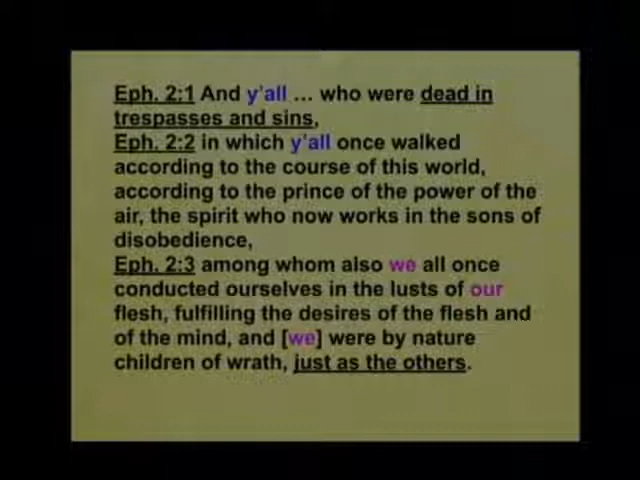 Eph. 2:1 And y'all ... who were dead in
trespasses and sins,
Eph. 2:2 in which y'all once walked
according to the course of this world,
according to the prince of the power of the
air, the spirit who now works in the sons of
disobedience,
Eph. 2:3 among whom also we all once
conducted ourselves in the lusts of our
flesh, fulfilling the desires of the flesh and
of the mind, and [we] were by nature
children of wrath, just as the others.